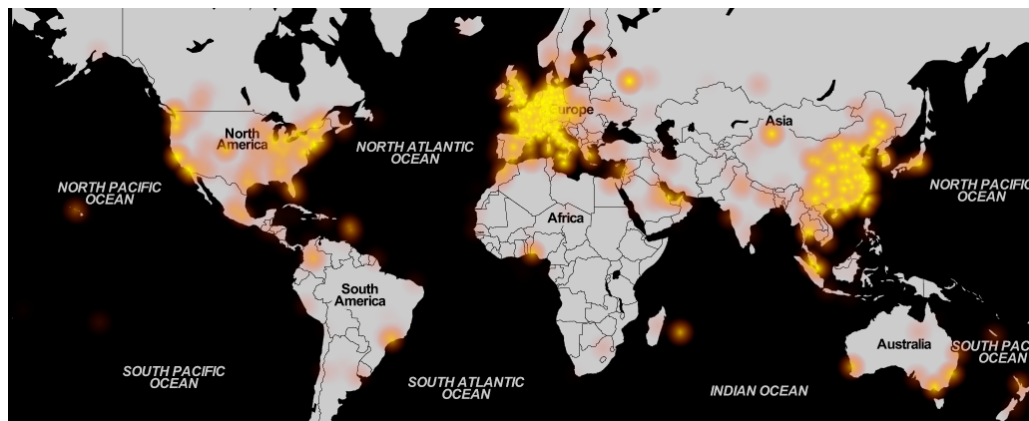 Europe
Asia
North
America
NORTH ATLANTIC
OCEAN
NORTH PACIFIC
OCEAN
NORTH PACIFIC
OCEAN
Africa
South
America
Australia
SOUTH PAC
OCEAN
SOUTH PACIFIC
OCEAN
SOUTH ATLANTIC
OCEAN
INDIAN OCEAN